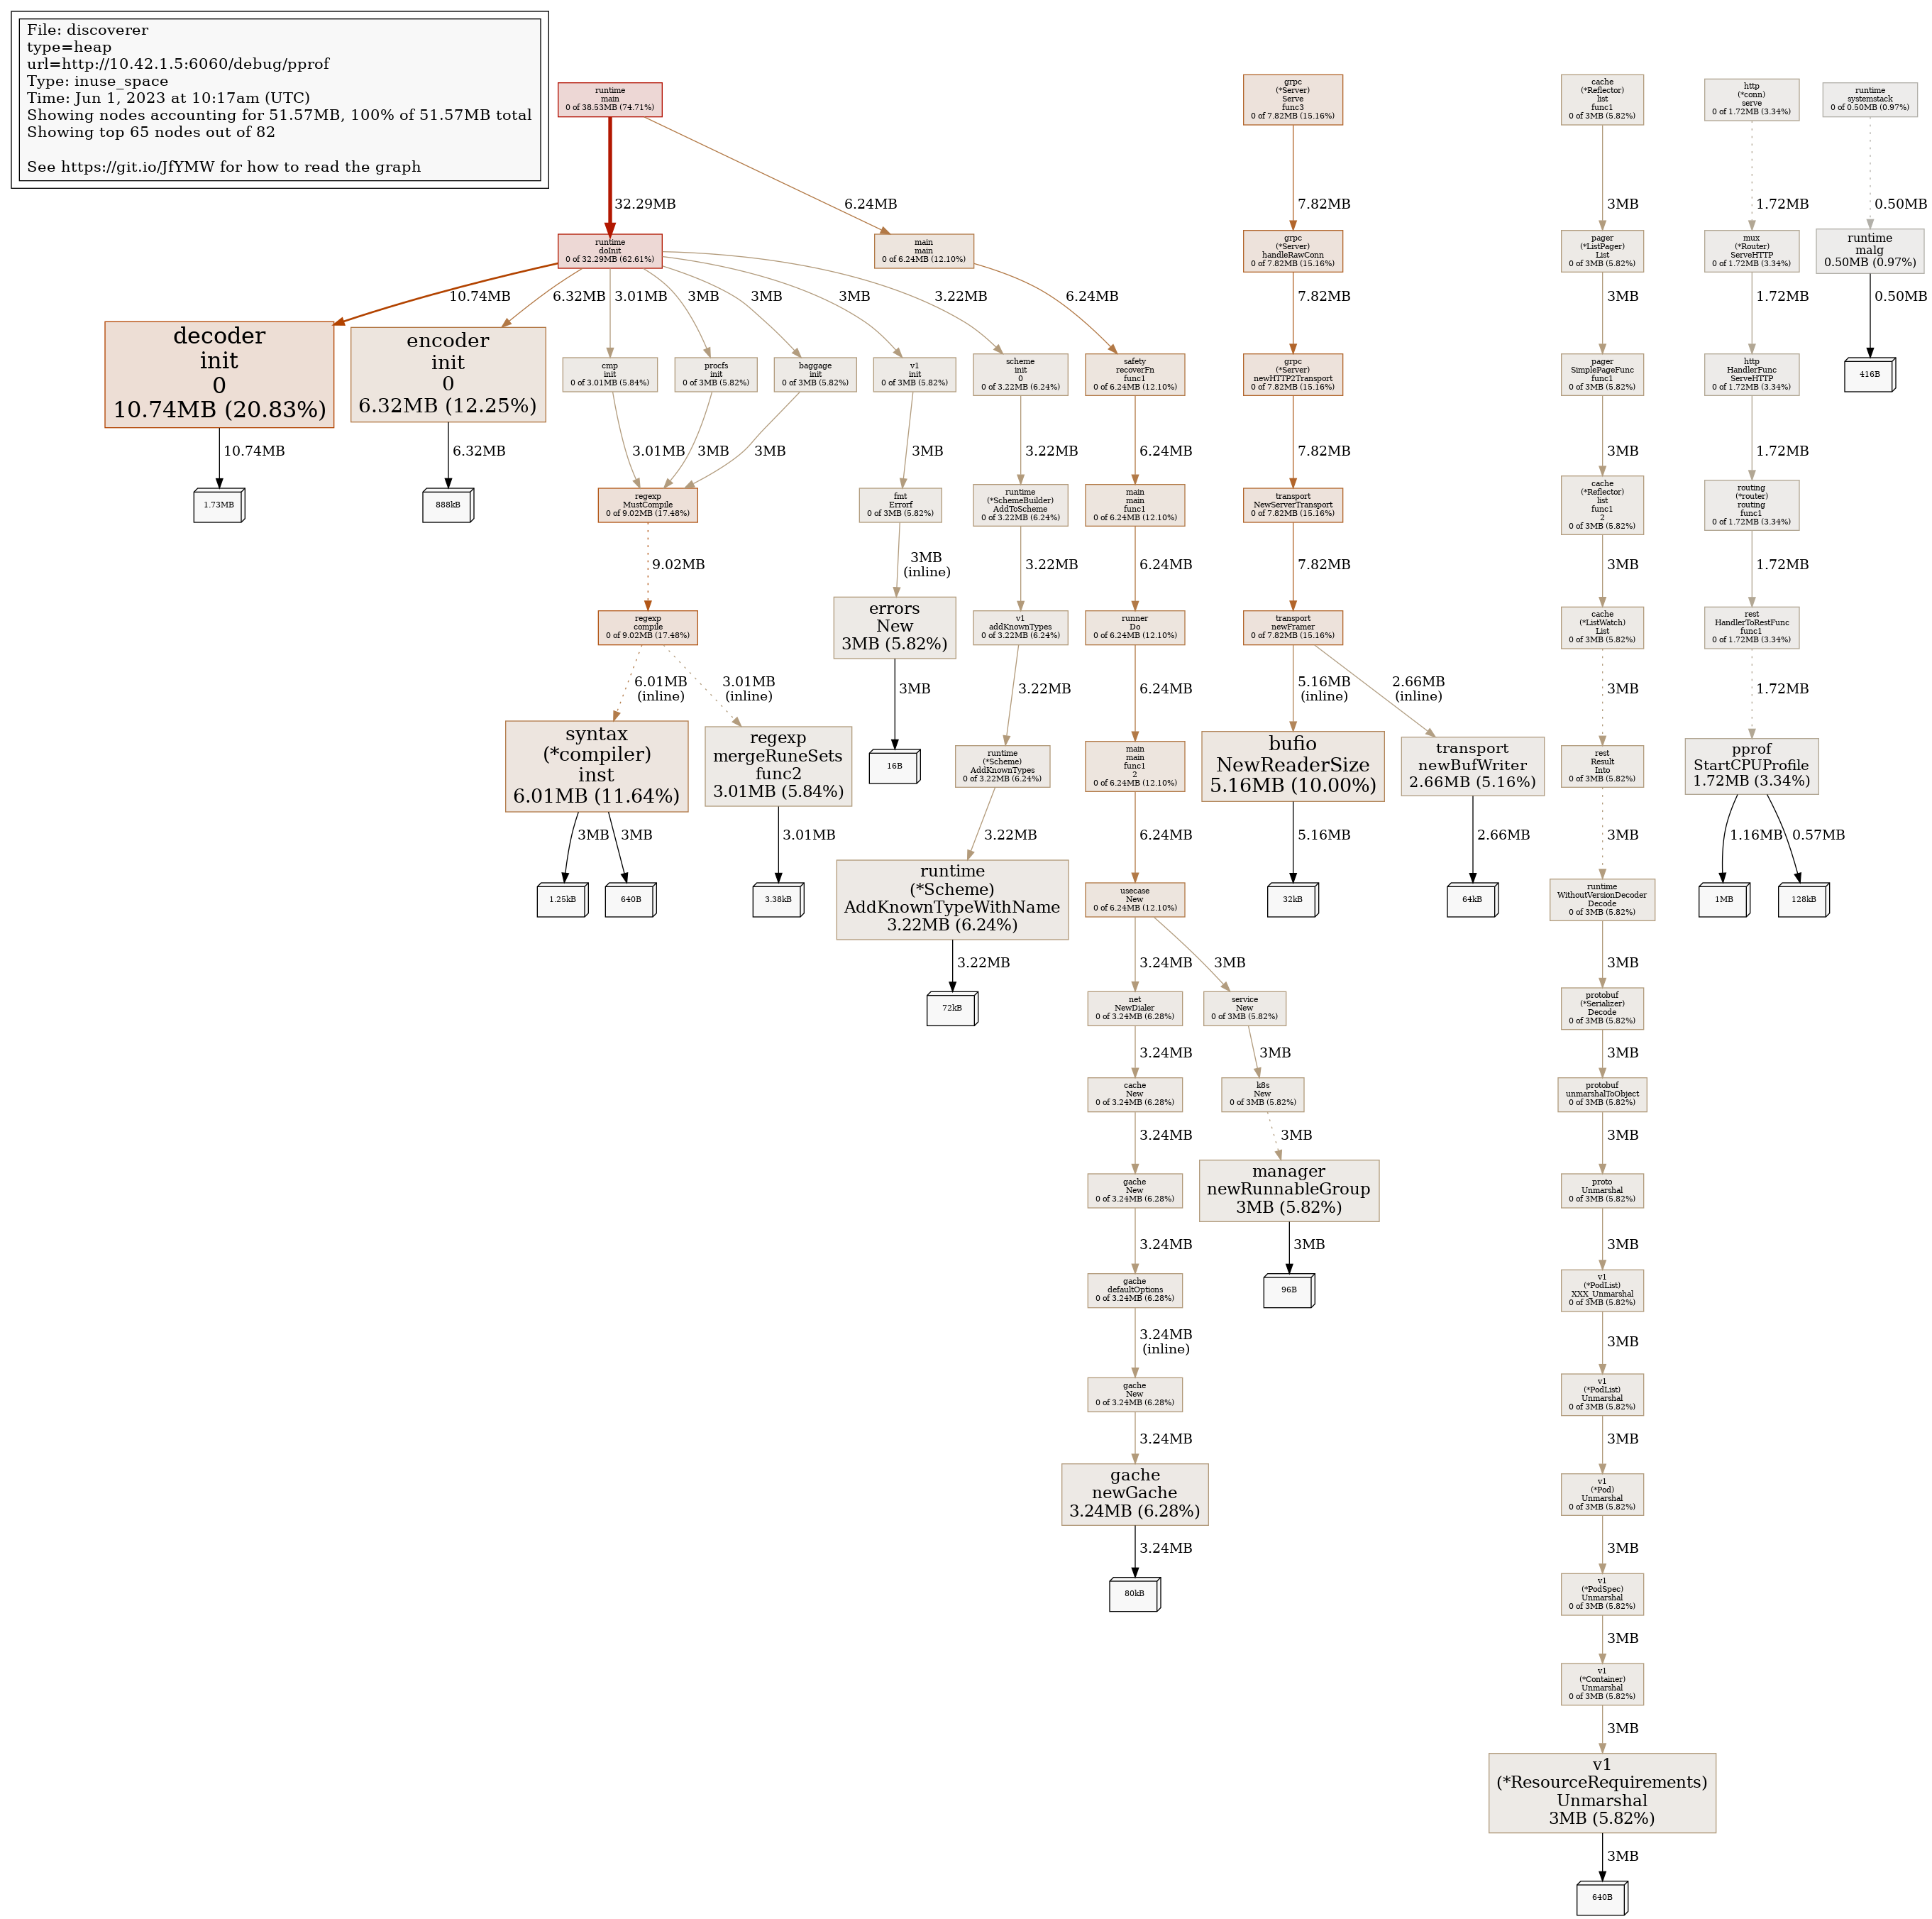 File: discoverer
type=heap
url=http://10.42.1.5:6060/debug/pprof
Type: inuse_space
Time: Jun 1, 2023 at 10:17am (UTC)
Showing nodes accounting for 51.57MB, 100% of 51.57MB total
Showing top 65 nodes out of 82
See https://git.io/JfYMW for how to read the graph
runtime
main
0 of 38.53MB (74.71%)
32.29MB
6.24MB
runtime
doInit
0 of 32.29MB (62.61%)
main
main
0 of 6.24MB (12.10%)
10.74MB
6.32MB
3.01MB
3MB
3MB
3MB
3.22MB
6.24MB
decoder
init
0
10.74MB (20.83%)
10.74MB
1.73MB
encoder
init
0
6.32MB (12.25%)
6.32MB
888kB
cmp
init
0 of 3.01MB (5.84%)
procfs
init
0 of 3MB (5.82%)
baggage
init
0 of 3MB (5.82%)
3.01MB
3MB
3MB
regexp
MustCompile
0 of 9.02MB (17.48%)
9.02MB
regexp
compile
0 of 9.02MB (17.48%)
6.01MB
(inline)
3.01MB
(inline)
syntax
(*compiler)
inst
6.01MB (11.64%)
3MB
3MB
1.25kB
640B
regexp
mergeRuneSets
func2
3.01MB (5.84%)
3.01MB
3.38kB
v1
init
0 of 3MB (5.82%)
3MB
fmt
Errorf
0 of 3MB (5.82%)
3MB
(inline)
errors
New
3MB (5.82%)
3MB
16B
scheme
init
0
0 of 3.22MB (6.24%)
3.22MB
runtime
(*SchemeBuilder)
AddToScheme
0 of 3.22MB (6.24%)
3.22MB
v1
addKnownTypes
0 of 3.22MB (6.24%)
3.22MB
runtime
(*Scheme)
AddKnownTypes
0 of 3.22MB (6.24%)
3.22MB
runtime
(*Scheme)
AddKnownTypeWithName
3.22MB (6.24%)
3.22MB
72kB
safety
recoverFn
func1
0 of 6.24MB (12.10%)
6.24MB
main
main
func1
0 of 6.24MB (12.10%)
6.24MB
runner
Do
0 of 6.24MB (12.10%)
6.24MB
main
main
func1
2
0 of 6.24MB (12.10%)
6.24MB
usecase
New
0 of 6.24MB (12.10%)
3.24MB
3MB
net
NewDialer
0 of 3.24MB (6.28%)
3.24MB
cache
New
0 of 3.24MB (6.28%)
3.24MB
gache
New
0 of 3.24MB (6.28%)
3.24MB
gache
defaultOptions
0 of 3.24MB (6.28%)
3.24MB
(inline)
gache
New
0 of 3.24MB (6.28%)
3.24MB
gache
newGache
3.24MB (6.28%)
3.24MB
80kB
service
New
0 of 3MB (5.82%)
3MB
k8s
New
0 of 3MB (5.82%)
3MB
manager
newRunnableGroup
3MB (5.82%)
3MB
96B
grpc
(*Server)
Serve
func3
0 of 7.82MB (15.16%)
7.82MB
grpc
(*Server)
handleRawConn
0 of 7.82MB (15.16%)
7.82MB
grpc
(*Server)
newHTTP2Transport
0 of 7.82MB (15.16%)
7.82MB
transport
NewServerTransport
0 of 7.82MB (15.16%)
7.82MB
transport
newFramer
0 of 7.82MB (15.16%)
5.16MB
(inline)
2.66MB
(inline)
bufio
NewReaderSize
5.16MB (10.00%)
5.16MB
32kB
transport
newBufWriter
2.66MB (5.16%)
2.66MB
64kB
cache
(*Reflector)
list
func1
0 of 3MB (5.82%)
3MB
pager
(*ListPager)
List
0 of 3MB (5.82%)
3MB
pager
SimplePageFunc
func1
0 of 3MB (5.82%)
3MB
cache
(*Reflector)
list
func1
2
0 of 3MB (5.82%)
3MB
cache
(*ListWatch)
List
0 of 3MB (5.82%)
3MB
rest
Result
Into
0 of 3MB (5.82%)
3MB
runtime
WithoutVersionDecoder
Decode
0 of 3MB (5.82%)
3MB
protobuf
(*Serializer)
Decode
0 of 3MB (5.82%)
3MB
protobuf
unmarshalToObject
0 of 3MB (5.82%)
3MB
proto
Unmarshal
0 of 3MB (5.82%)
3MB
v1
(*PodList)
XXX_Unmarshal
0 of 3MB (5.82%)
3MB
v1
(*PodList)
Unmarshal
0 of 3MB (5.82%)
3MB
v1
(*Pod)
Unmarshal
0 of 3MB (5.82%)
3MB
v1
(*PodSpec)
Unmarshal
0 of 3MB (5.82%)
3MB
v1
(*Container)
Unmarshal
0 of 3MB (5.82%)
3MB
v1
(*ResourceRequirements)
Unmarshal
3MB (5.82%)
3MB
640B
http
(*conn)
serve
0 of 1.72MB (3.34%)
1.72MB
mux
(*Router)
ServeHTTP
0 of 1.72MB (3.34%)
1.72MB
http
HandlerFunc
ServeHTTP
0 of 1.72MB (3.34%)
1.72MB
routing
(*router)
routing
func1
0 of 1.72MB (3.34%)
1.72MB
rest
HandlerToRestFunc
func1
0 of 1.72MB (3.34%)
1.72MB
pprof
StartCPUProfile
1.72MB (3.34%)
1.16MB
0.57MB
1MB
128kB
runtime
systemstack
0 of 0.50MB (0.97%)
0.50MB
runtime
malg
0.50MB (0.97%)
0.50MB
416B